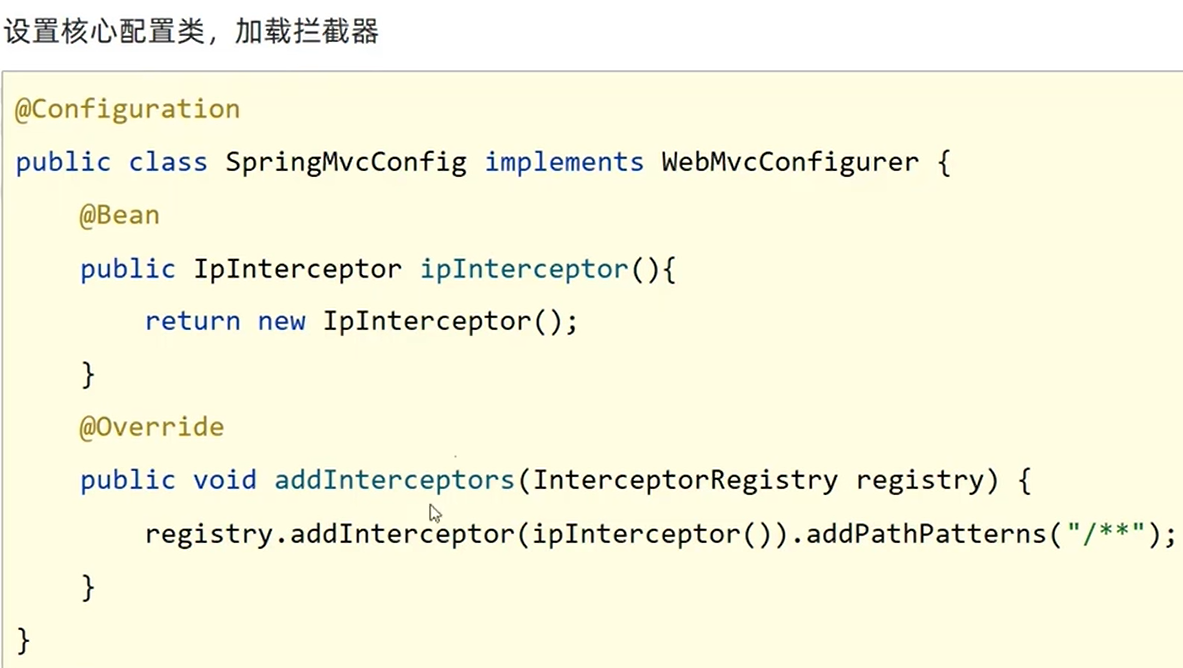 设置核心配置类，加载拦截器
@Configuration
public class SpringMvcConfig implements WebMvcConfigurer {
    @Bean
    public IpInterceptor ipInterceptor(){
        return new IpInterceptor();
    }
    @Override
    public void addInterceptors(InterceptorRegistry registry) {
        registry.addInterceptor(ipInterceptor()).addPathPatterns("/**");
    }
}